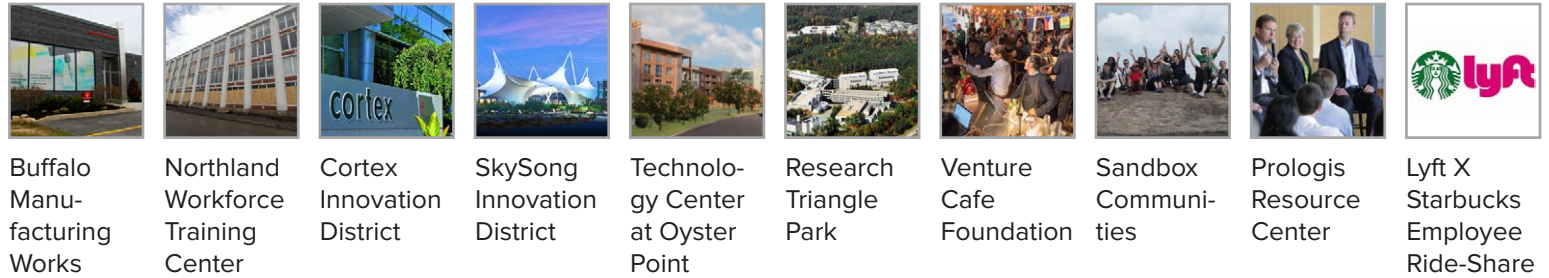 cortex
lyft
Buffalo
Manu-
facturing
Works
Northland
Workforce
Training
Center
Cortex
Innovation
District
SkySong
Innovation
District
Technolo-
gy Center
at Oyster
Point
Research
Triangle
Park
Venture
Cafe
Foundation
Sandbox
Communi-
ties
Prologis
Resource
Center
Lyft X
Starbucks
Employee
Ride-Share